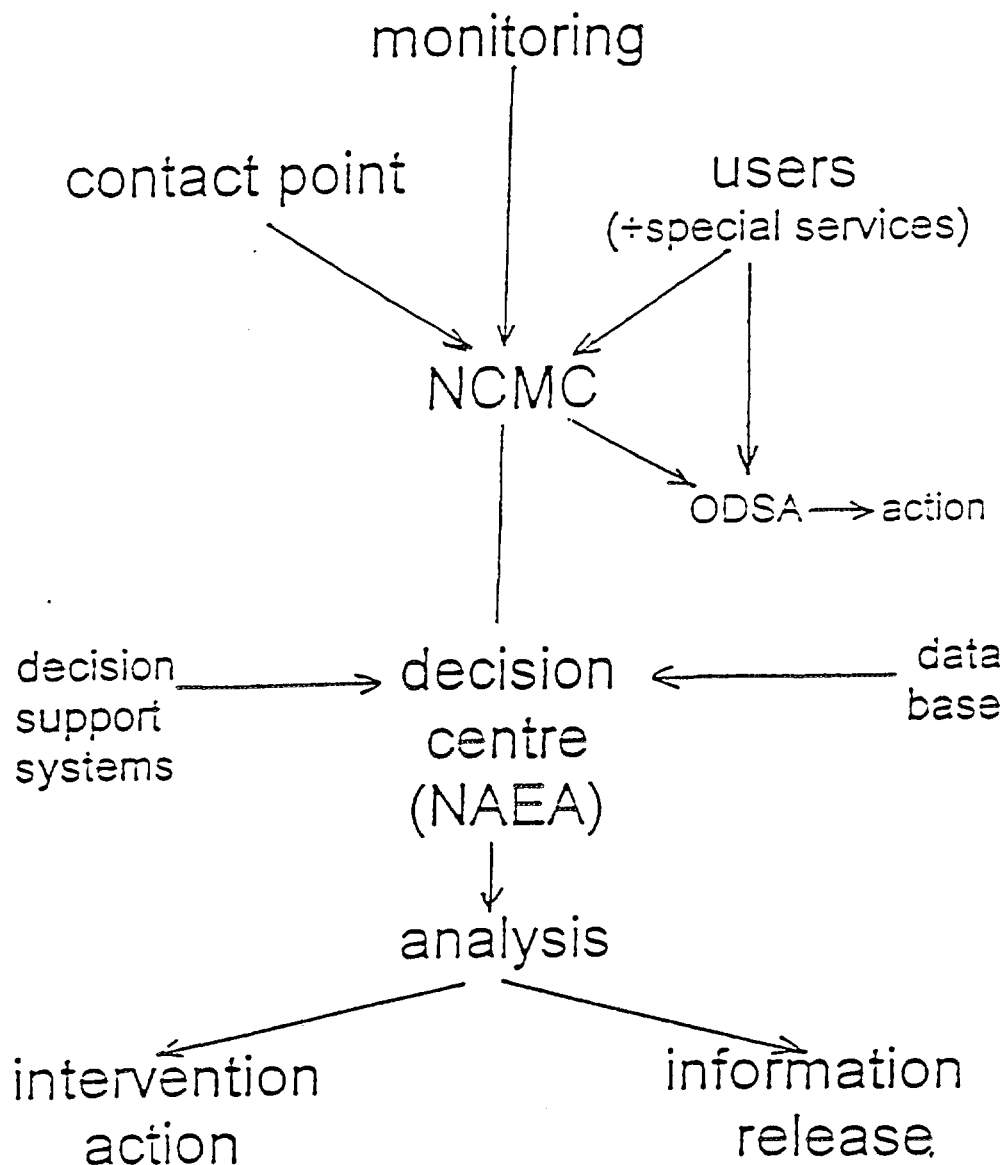 monitoring
contact point
users
(÷special services)
NCMC
ODSA
action
decision
support
systems
decision
centre
(NAEA)
data
base
analysis
intervention
action
information
release